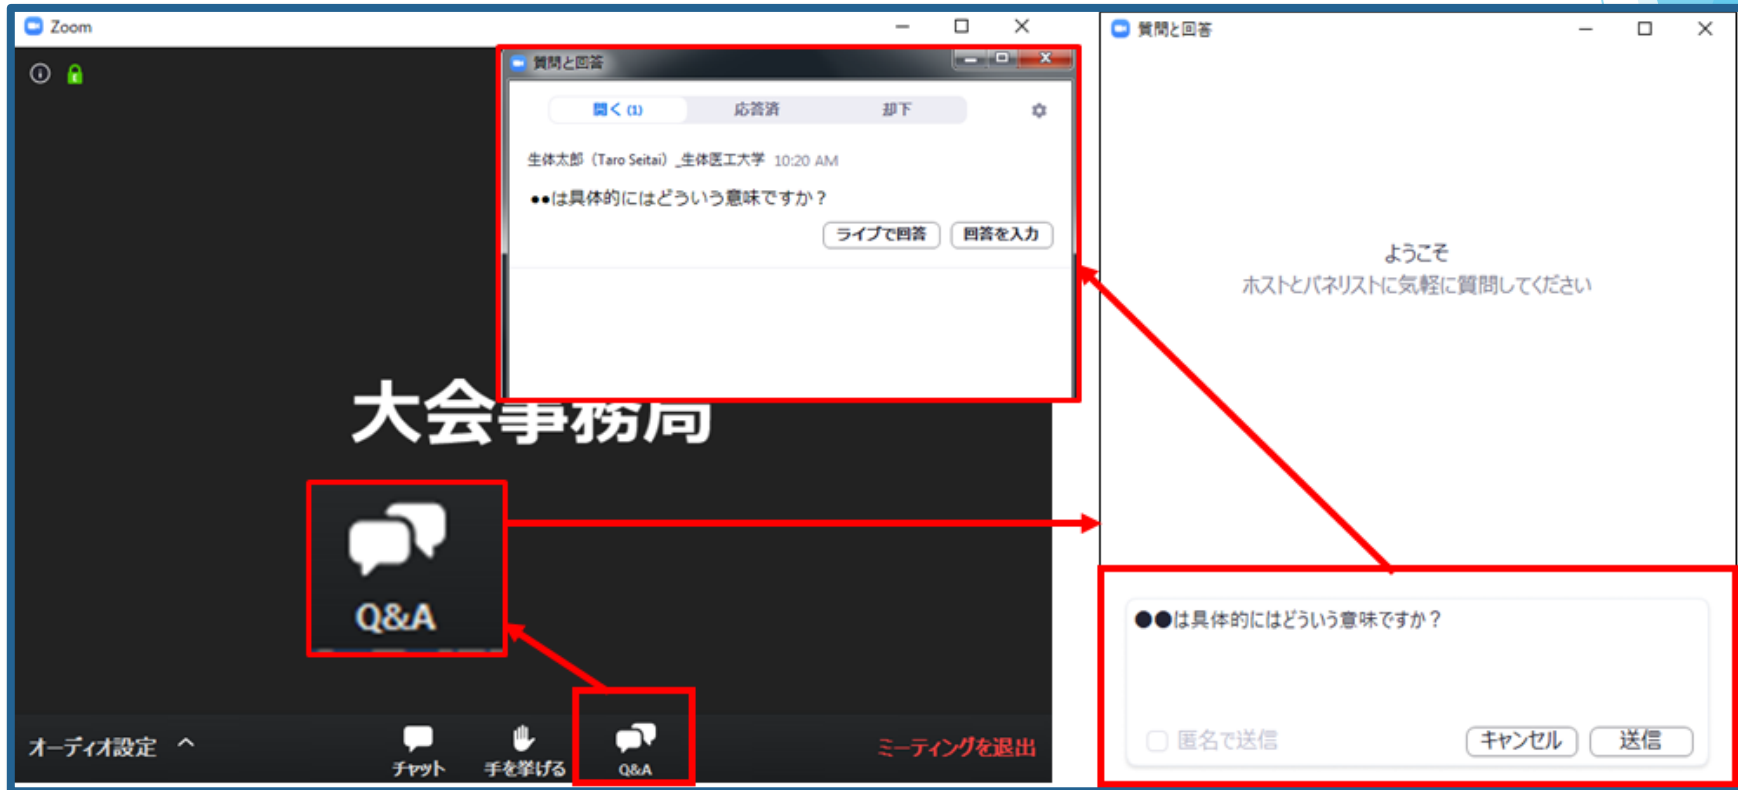 Zoom
質問と回答
開く (1)
応答済
却下
生体太郎（Taro Seitai）_生体医工大学 10:20 AM
●●は具体的にはどういう意味ですか？
ライブで回答
回答を入力
大会事務局
Q&A
オーディオ設定
チャット
手を挙げる
Q&A
ミーティングを退出
質問と回答
ようこそ
ホストとパネリストに気軽に質問してください
●●は具体的にはどういう意味ですか？
匿名で送信
キャンセル
送信